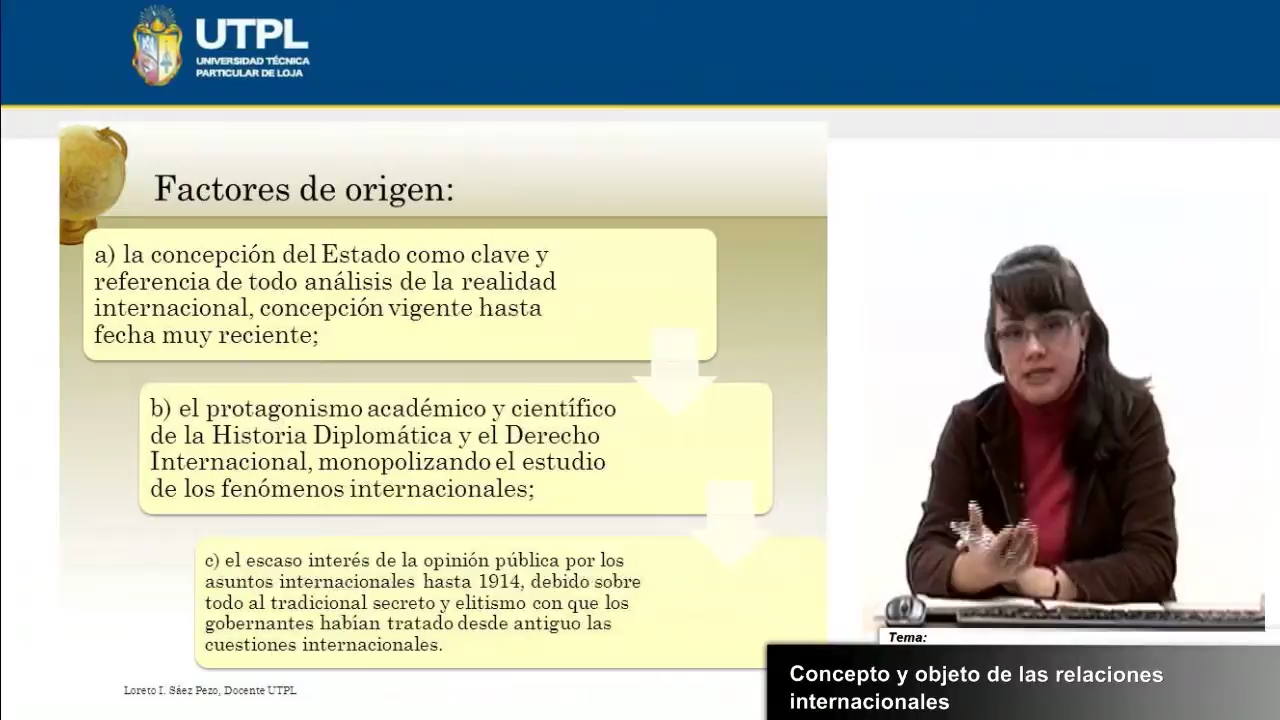 UTPL
UNIVERSIDAD TÉCNICA
PARTICULAR DE LOJA
Factores de origen:
a) la concepción del Estado como clave y
referencia de todo análisis de la realidad
internacional, concepción vigente hasta
fecha muy reciente;
b) el protagonismo académico y científico
de la Historia Diplomática y el Derecho
Internacional, monopolizando el estudio
de los fenómenos internacionales;
c) el escaso interés de la opinión pública por los
asuntos internacionales hasta 1914, debido sobre
todo al tradicional secreto y elitismo con que los
gobernantes habían tratado desde antiguo las
cuestiones internacionales.
Loreto I. Sáez Pezo, Docente UTPL
Tema:
Concepto y objeto de las relaciones
internacionales